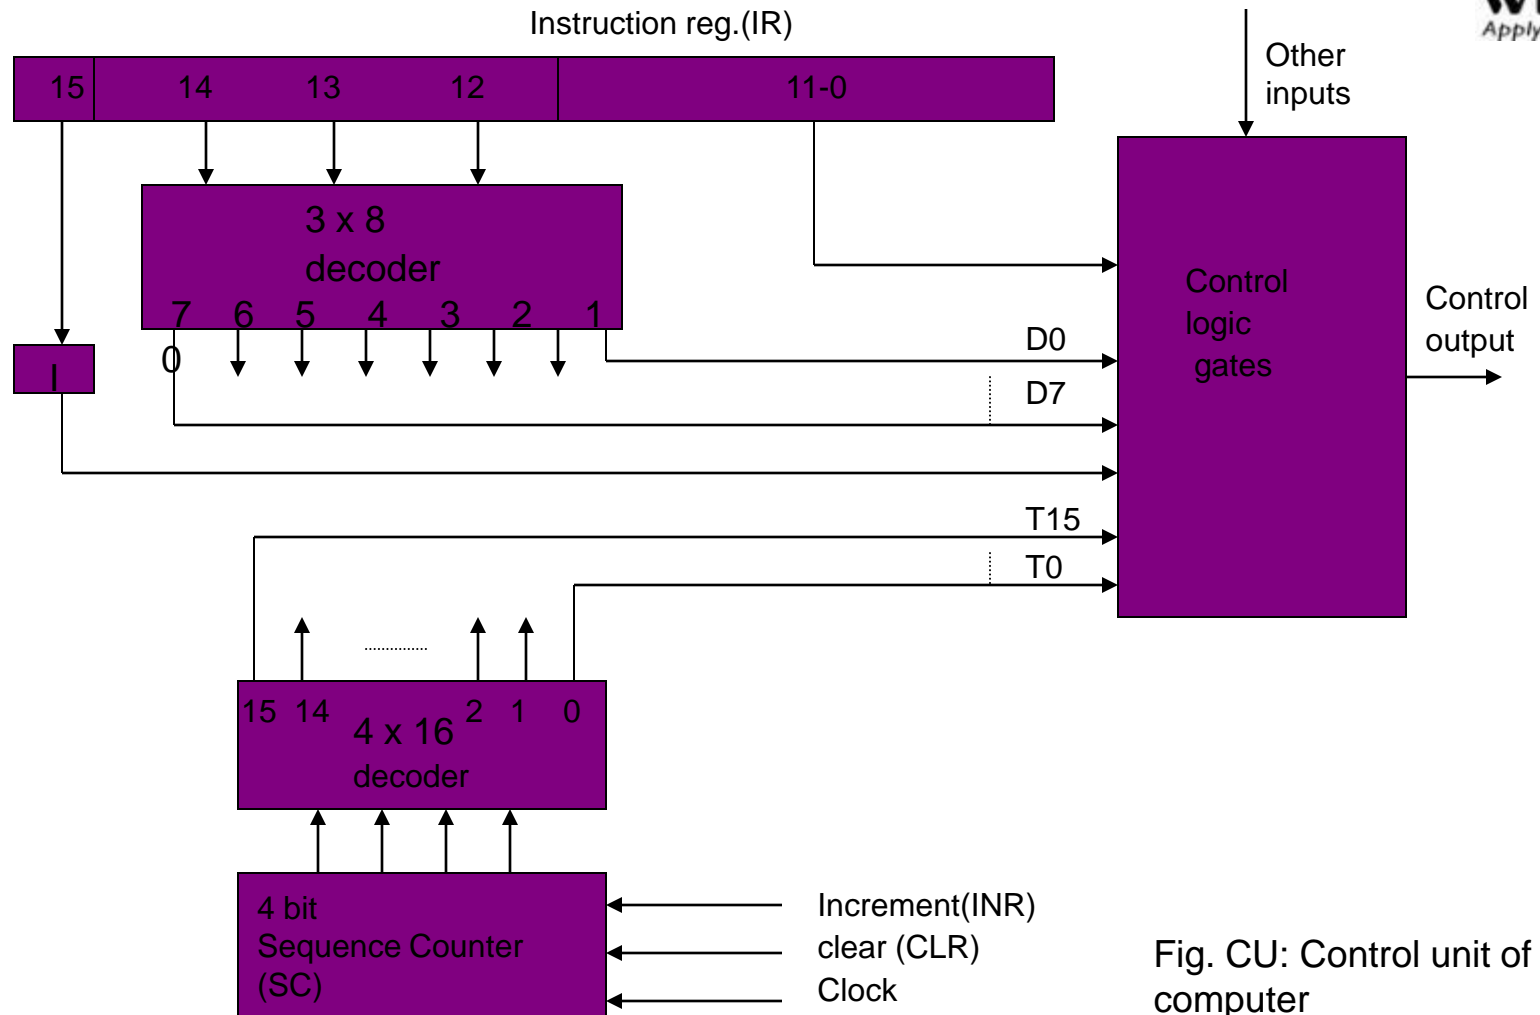 Instruction reg.(IR)
Apply
Other
inputs
15 14 13 12 11-0
3 x 8
decoder
7 6 5 4 3 2 1
0
I
D0
D7
Control
logic
gates
Control
output
T15
T0
15 14 2 1 0
4 x 16
decoder
4 bit
Sequence Counter
(SC)
Increment(INR)
clear (CLR)
Clock
Fig. CU: Control unit of
computer